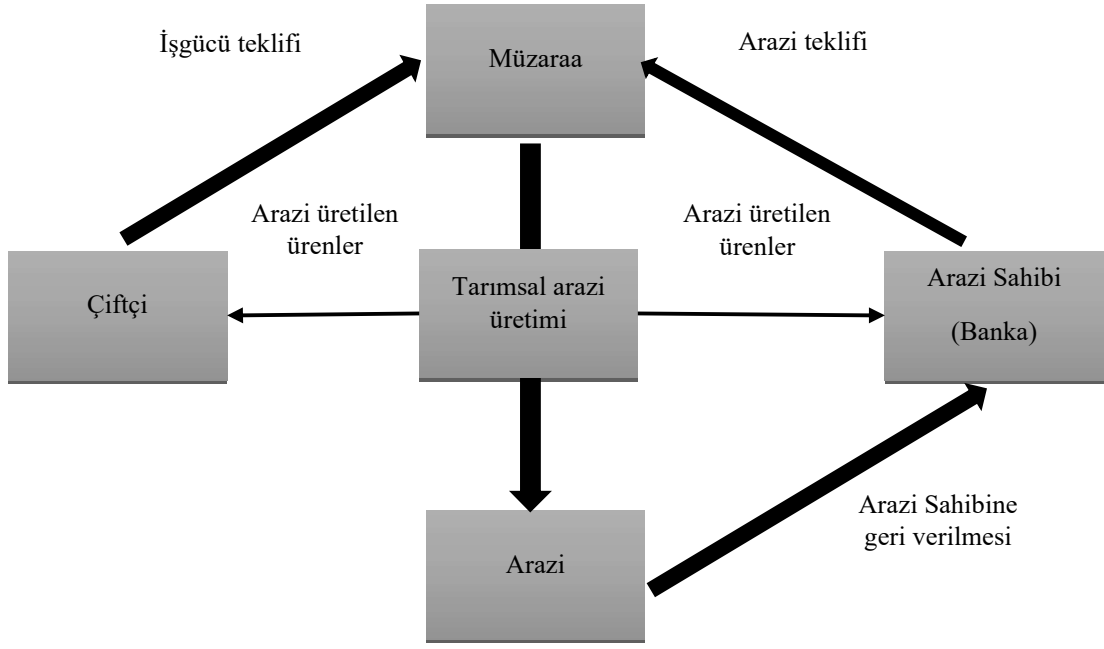 İşgücü teklifi
Müzaraa
Arazi teklifi
Arazi üretilen
ürenler
Arazi üretilen
ürenler
Çiftçi
Tarımsal arazi
üretimi
Arazi Sahibi
(Banka)
Arazi Sahibine
geri verilmesi
Arazi